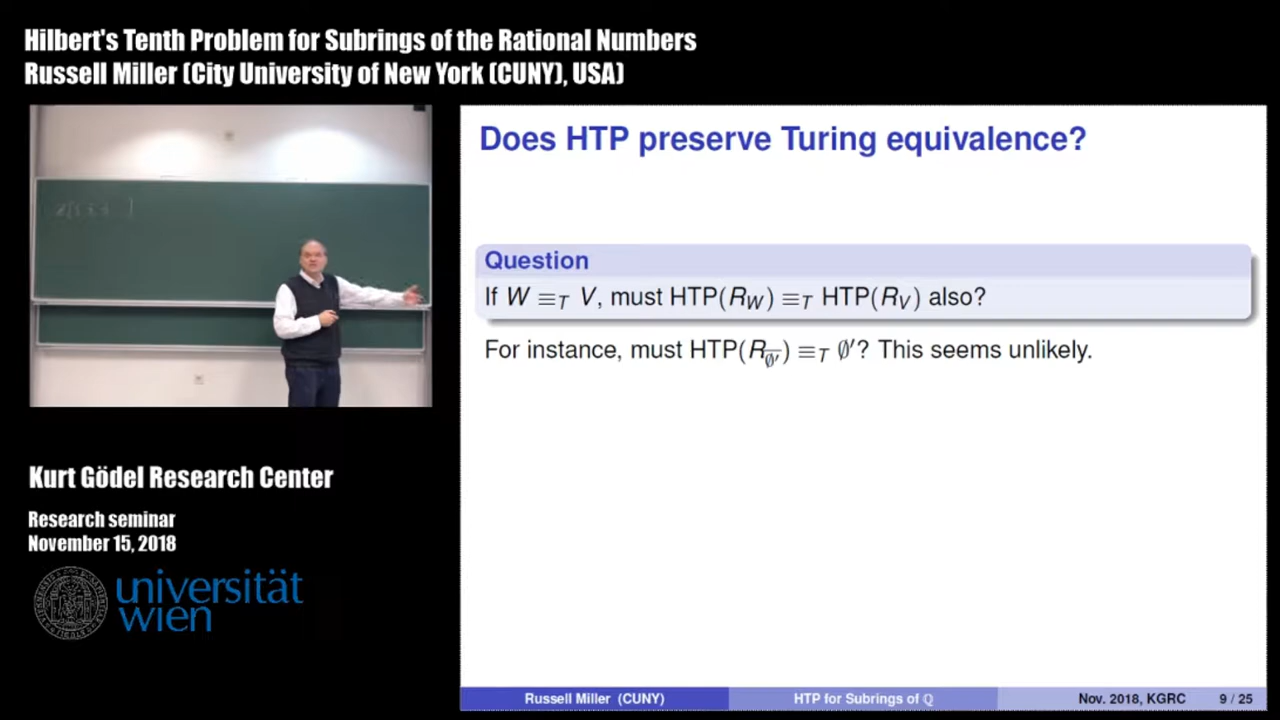 Hilbert's Tenth Problem for Subrings of the Rational Numbers
Russell Miller (City University of New York (CUNY), USA)
Does HTP preserve Turing equivalence?
Question
If W ≡_T V, must HTP(R_W) ≡_T HTP(R_V) also?
For instance, must HTP(R_{\overline{∅′}}) ≡_T ∅′? This seems unlikely.
Kurt Gödel Research Center
Research seminar
November 15, 2018
universität
wien
Russell Miller (CUNY)
HTP for Subrings of ℚ
Nov. 2018, KGRC
9 / 25